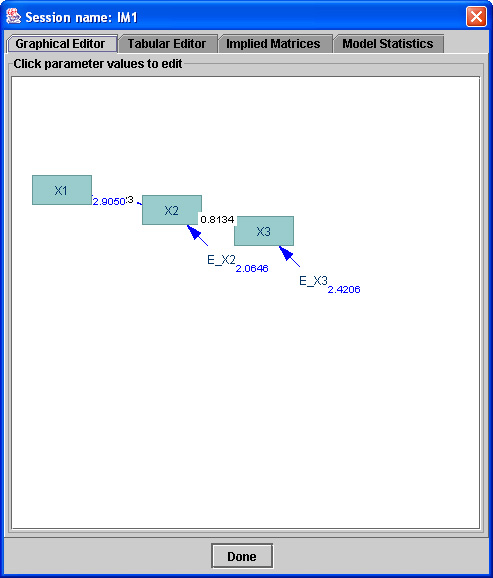 Session name: IM1
Graphical Editor Tabular Editor Implied Matrices Model Statistics
Click parameter values to edit
X1
2.9050
X2
0.8134
X3
E_X2
2.0646
E_X3
2.4206
Done